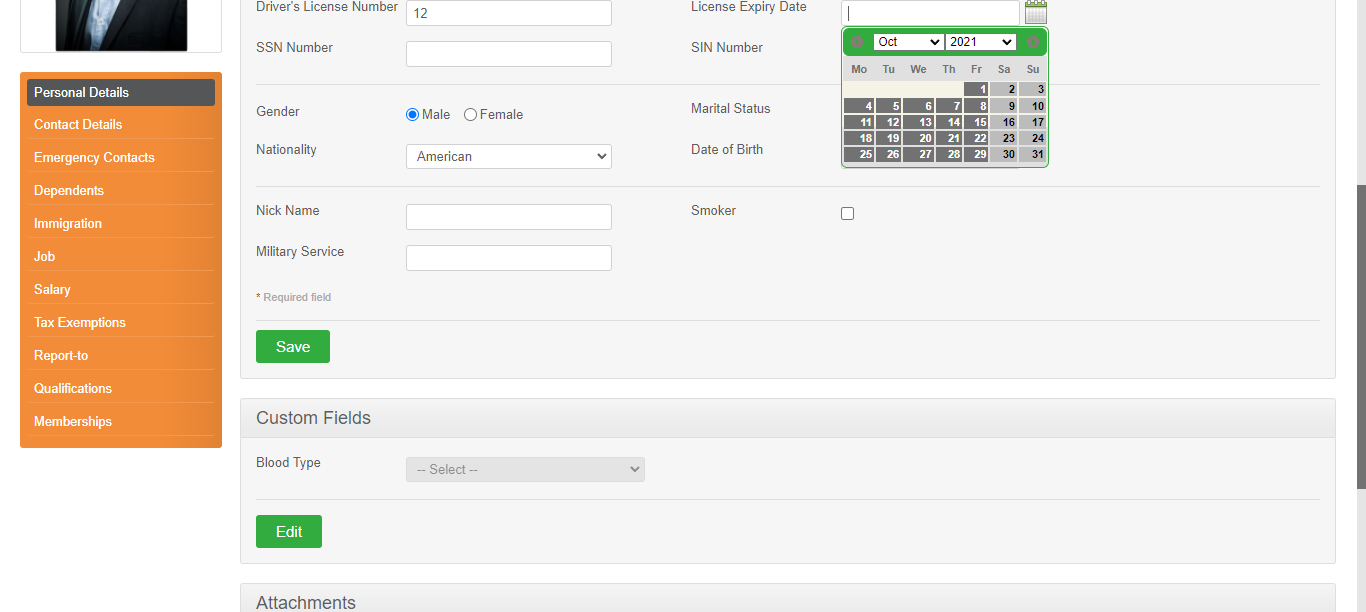 Driver's License Number 12 License Expiry Date
Oct 2021
SSN Number SIN Number
Mo Tu We Th Fr Sa Su
1 2 3
4 5 6 7 8 9 10
11 12 13 14 15 16 17
18 19 20 21 22 23 24
25 26 27 28 29 30 31
Personal Details
Contact Details
Emergency Contacts
Dependents
Immigration
Job
Salary
Tax Exemptions
Report-to
Qualifications
Memberships
Gender Male Female Marital Status
Nationality American Date of Birth
Nick Name Smoker
Military Service
* Required field
Save
Custom Fields
Blood Type -- Select --
Edit
Attachments